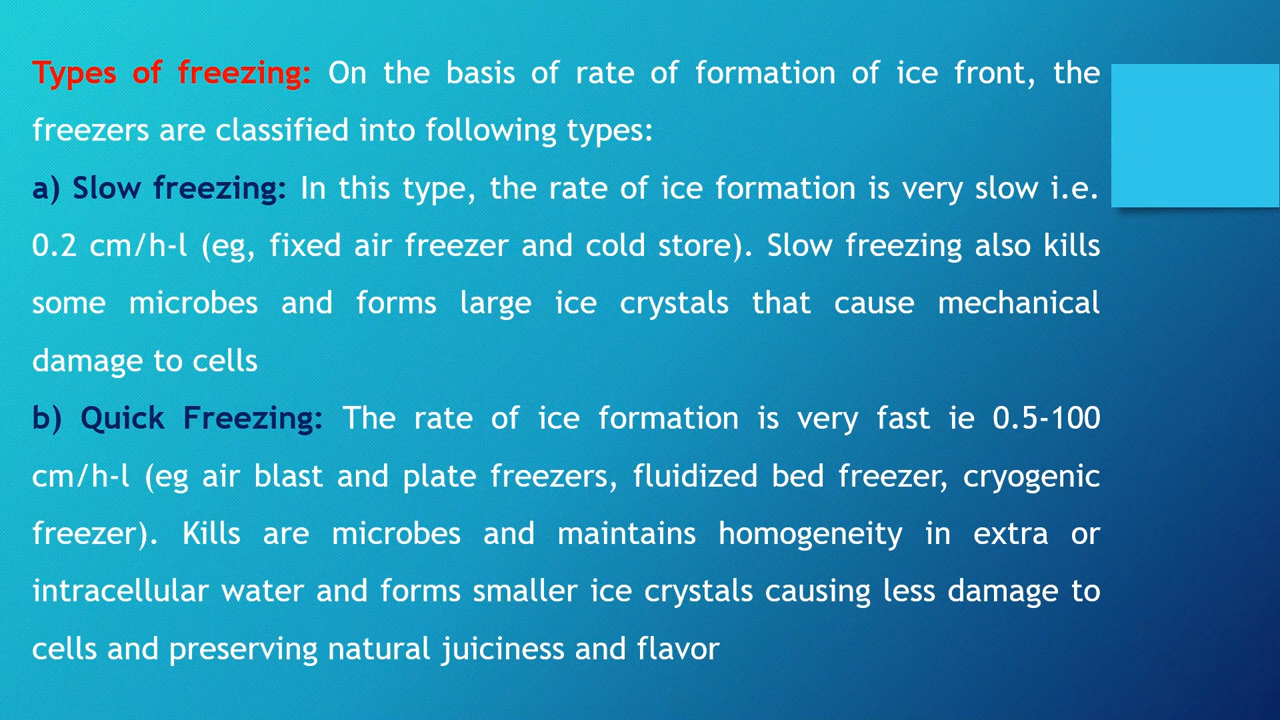 Types of freezing: On the basis of rate of formation of ice front, the
freezers are classified into following types:
a) Slow freezing: In this type, the rate of ice formation is very slow i.e.
0.2 cm/h-l (eg, fixed air freezer and cold store). Slow freezing also kills
some microbes and forms large ice crystals that cause mechanical
damage to cells
b) Quick Freezing: The rate of ice formation is very fast ie 0.5-100
cm/h-l (eg air blast and plate freezers, fluidized bed freezer, cryogenic
freezer). Kills are microbes and maintains homogeneity in extra or
intracellular water and forms smaller ice crystals causing less damage to
cells and preserving natural juiciness and flavor